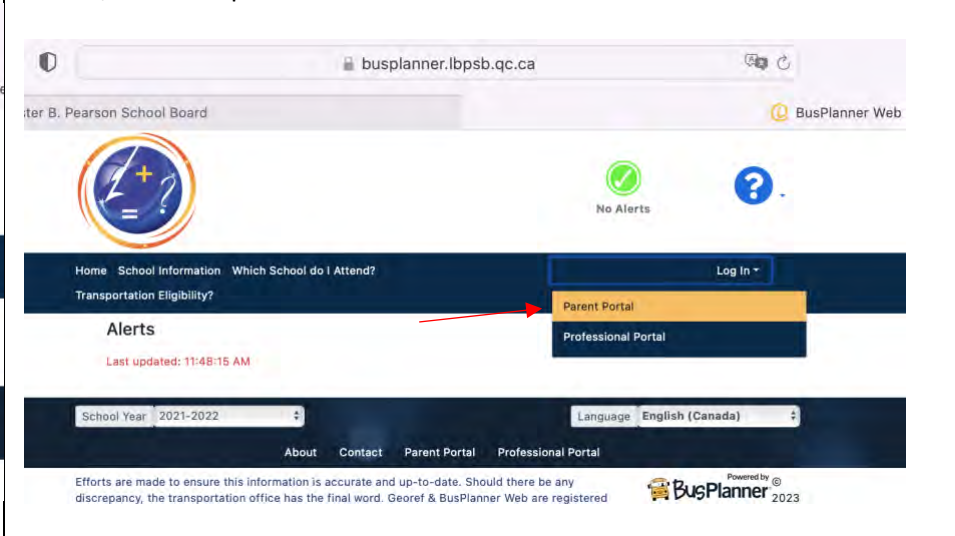 busplanner.lbpsb.qc.ca
ter B. Pearson School Board
BusPlanner Web
No Alerts
Home School Information Which School do I Attend?
Log In
Transportation Eligibility?
Parent Portal
Professional Portal
Alerts
Last updated: 11:48:15 AM
School Year 2021-2022
Language English (Canada)
About Contact Parent Portal Professional Portal
Efforts are made to ensure this information is accurate and up-to-date. Should there be any
discrepancy, the transportation office has the final word. Georef & BusPlanner Web are registered
Powered by
BusPlanner ©
2023